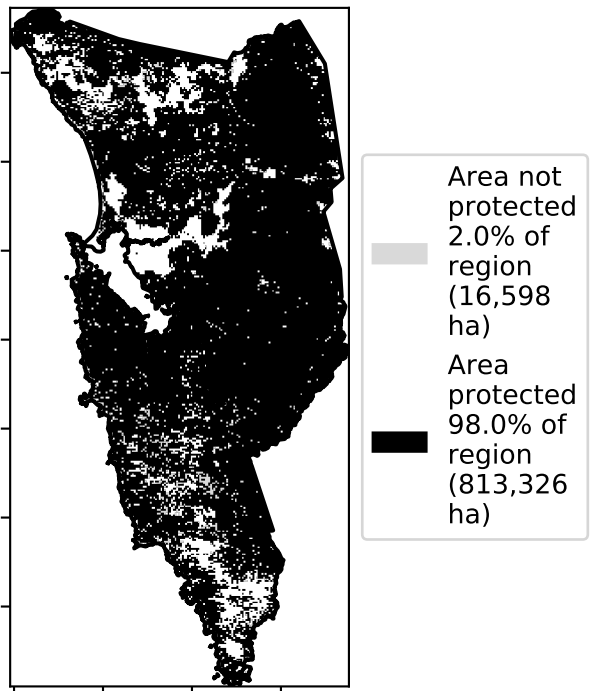 Area not
protected
2.0% of
region
(16,598
ha)
Area
protected
98.0% of
region
(813,326
ha)